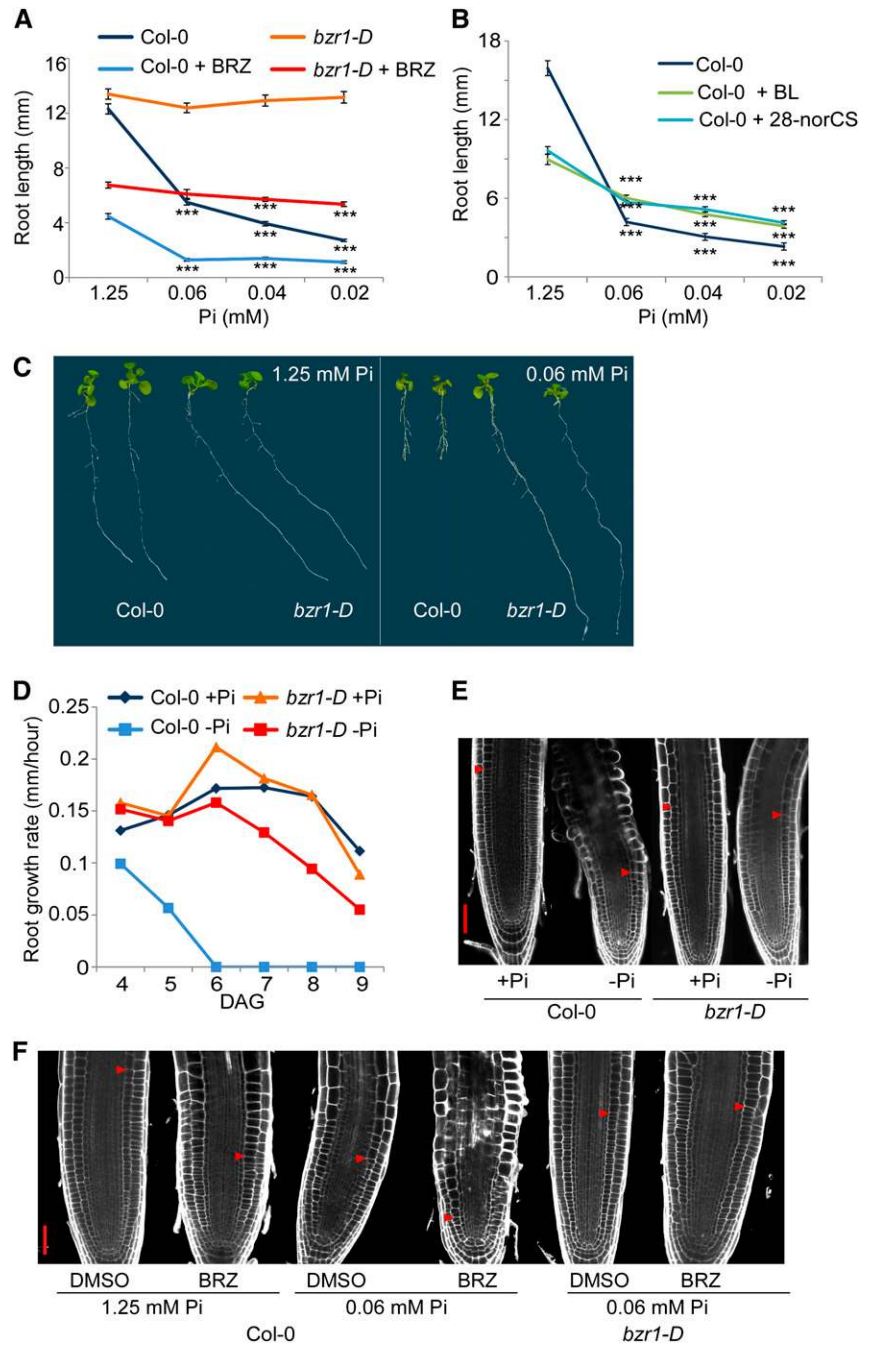 A
Col-0 bzr1-D
Col-0 + BRZ bzr1-D + BRZ
Root length (mm)
16
12
8
4
0
***
***
***
***
***
***
***
***
***
1.25 0.06 0.04 0.02
Pi (mM)
B
Col-0
Col-0 + BL
Col-0 + 28-norCS
Root length (mm)
18
12
6
0
***
***
***
***
***
***
***
***
***
1.25 0.06 0.04 0.02
Pi (mM)
C
1.25 mM Pi 0.06 mM Pi
Col-0 bzr1-D Col-0 bzr1-D
D
Col-0 +Pi bzr1-D +Pi
Col-0 -Pi bzr1-D -Pi
Root growth rate (mm/hour)
0.25
0.2
0.15
0.1
0.05
0
4 5 6 7 8 9
DAG
E
+Pi -Pi +Pi -Pi
Col-0 bzr1-D
F
DMSO BRZ DMSO BRZ DMSO BRZ
1.25 mM Pi 0.06 mM Pi 0.06 mM Pi
Col-0 bzr1-D